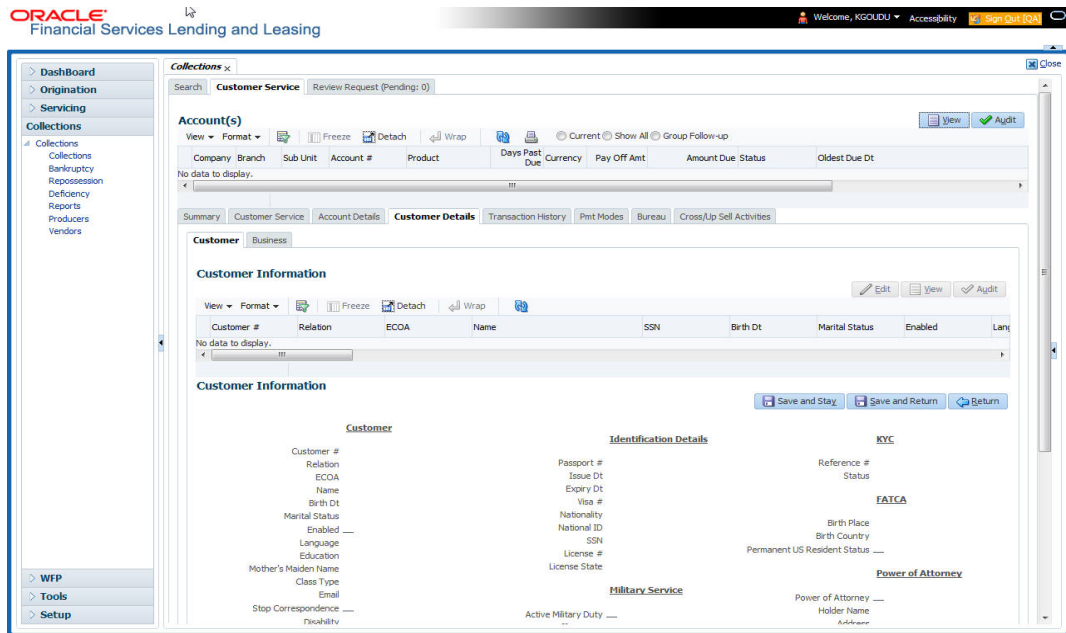 ORACLE®
Financial Services Lending and Leasing
Welcome, KGOUDU Accessibility Sign Out [QA]
Close
DashBoard
Origination
Servicing
Collections
Collections
Collections
Bankruptcy
Repossession
Deficiency
Reports
Producers
Vendors
WFP
Tools
Setup
Collections x
Search Customer Service Review Request (Pending: 0)
Account(s)
View Audit
View Format Freeze Detach Wrap Current Show All Group Follow-up
Company Branch Sub Unit Account # Product Days Past Due Currency Pay Off Amt Amount Due Status Oldest Due Dt
No data to display.
Summary Customer Service Account Details Customer Details Transaction History Pmt Modes Bureau Cross/Up Sell Activities
Customer Business
Customer Information
Edit View Audit
View Format Freeze Detach Wrap
Customer # Relation ECOA Name SSN Birth Dt Marital Status Enabled Lang
No data to display.
Customer Information
Save and Stay Save and Return Return
Customer
Customer #
Relation
ECOA
Name
Birth Dt
Marital Status
Enabled
Language
Education
Mother's Maiden Name
Class Type
Email
Stop Correspondence
Disability
Identification Details
Passport #
Issue Dt
Expiry Dt
Visa #
Nationality
National ID
SSN
License #
License State
Military Service
Active Military Duty
KYC
Reference #
Status
FATCA
Birth Place
Birth Country
Permanent US Resident Status
Power of Attorney
Power of Attorney
Holder Name
Address